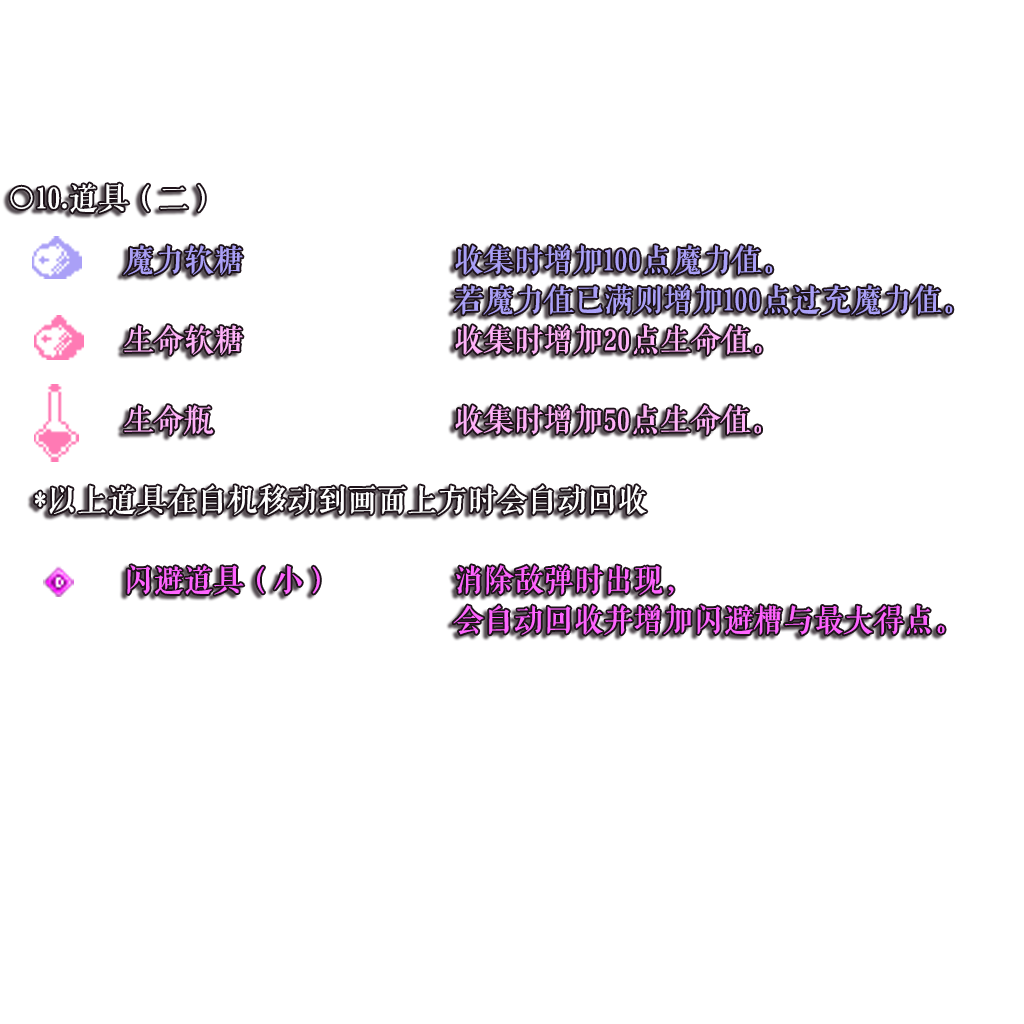 ○10.道具（二）
魔力软糖 收集时增加100点魔力值。
若魔力值已满则增加100点过充魔力值。
生命软糖 收集时增加20点生命值。
生命瓶 收集时增加50点生命值。
*以上道具在自机移动到画面上方时会自动回收
D 闪避道具（小） 消除敌弹时出现，
会自动回收并增加闪避槽与最大得点。